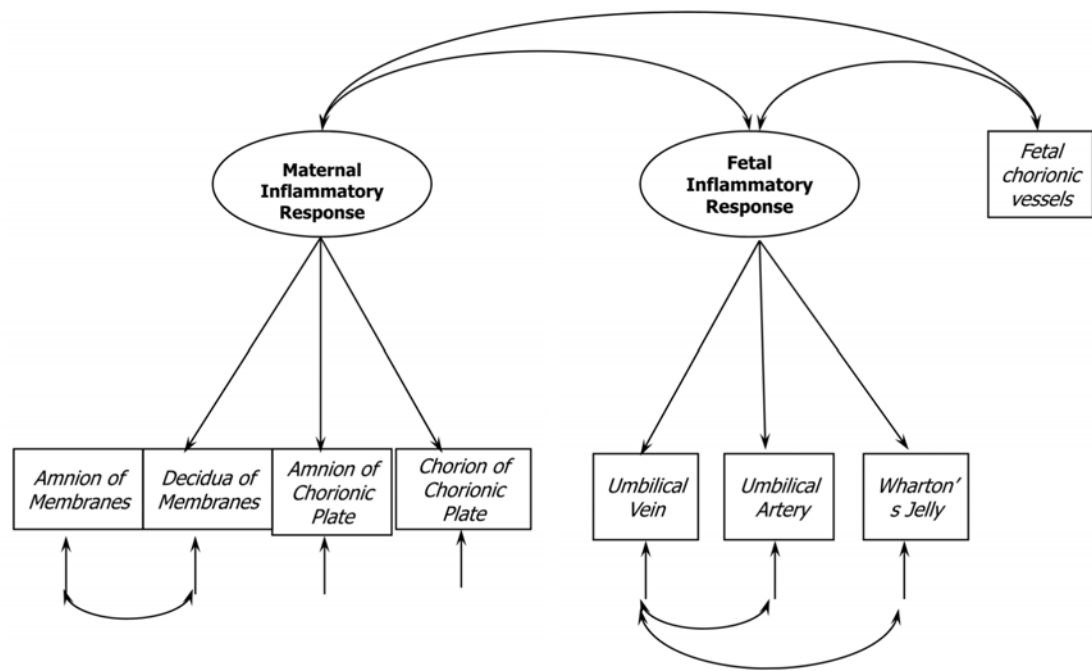 Maternal
Inflammatory
Response
Fetal
Inflammatory
Response
Fetal
chorionic
vessels
Amnion of
Membranes
Decidua of
Membranes
Amnion of
Chorionic
Plate
Chorion of
Chorionic
Plate
Umbilical
Vein
Umbilical
Artery
Wharton'
s Jelly